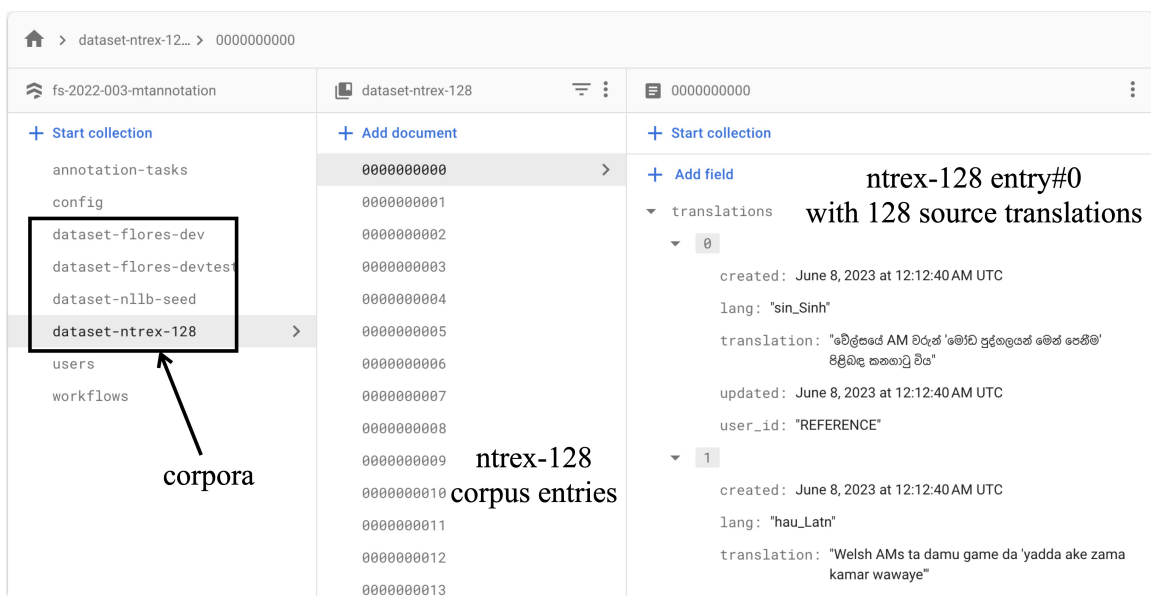 dataset-ntrex-12… > 0000000000
fs-2022-003-mtannotation
Start collection
annotation-tasks
config
dataset-flores-dev
dataset-flores-devtest
dataset-nllb-seed
dataset-ntrex-128
users
workflows
corpora
dataset-ntrex-128
Add document
0000000000
0000000001
0000000002
0000000003
0000000004
0000000005
0000000006
0000000007
0000000008
0000000009
0000000010
0000000011
0000000012
0000000013
ntrex-128
corpus entries
0000000000
Start collection
Add field
ntrex-128 entry#0
with 128 source translations
translations
0
created: June 8, 2023 at 12:12:40 AM UTC
lang: "sin_Sinh"
translation: "වේල්සයේ AM වරුන් 'මෝඩ පුද්ගලයන් මෙන් පෙනීම'
පිළිබඳ කනගාටු විය"
updated: June 8, 2023 at 12:12:40 AM UTC
user_id: "REFERENCE"
1
created: June 8, 2023 at 12:12:40 AM UTC
lang: "hau_Latn"
translation: "Welsh AMs ta damu game da 'yadda ake zama
kamar wawaye'"